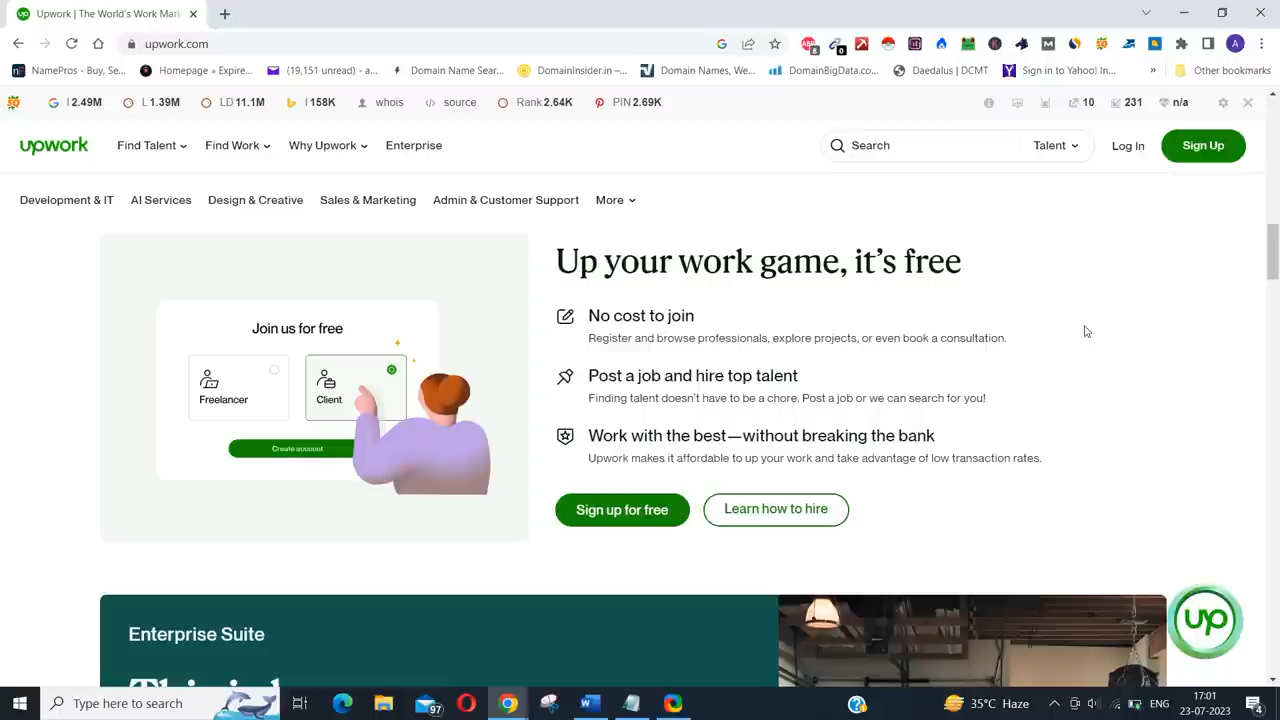 Upwork | The World's Work Mark
upwork.com
8
0
A
NamePros - Buy, Se...
Homepage » Expire...
(19,151 unread) - a...
Domain Name Sear...
DomainInsider.in –...
Domain Names, We...
DomainBigData.co...
Daedalus | DCMT
Sign in to Yahoo! In...
»
Other bookmarks
I 2.49M
L 1.39M
LD 11.1M
I 158K
whois
source
Rank 2.64K
PIN 2.69K
10
231
n/a
upwork
Find Talent
Find Work
Why Upwork
Enterprise
Search
Talent
Log In
Sign Up
Development & IT
AI Services
Design & Creative
Sales & Marketing
Admin & Customer Support
More
Join us for free
Freelancer
Client
Create account
Up your work game, it's free
No cost to join
Register and browse professionals, explore projects, or even book a consultation.
Post a job and hire top talent
Finding talent doesn't have to be a chore. Post a job or we can search for you!
Work with the best—without breaking the bank
Upwork makes it affordable to up your work and take advantage of low transaction rates.
Sign up for free
Learn how to hire
Enterprise Suite
up
Type here to search
97
35°C Haze
ENG
17:01
23-07-2023
4